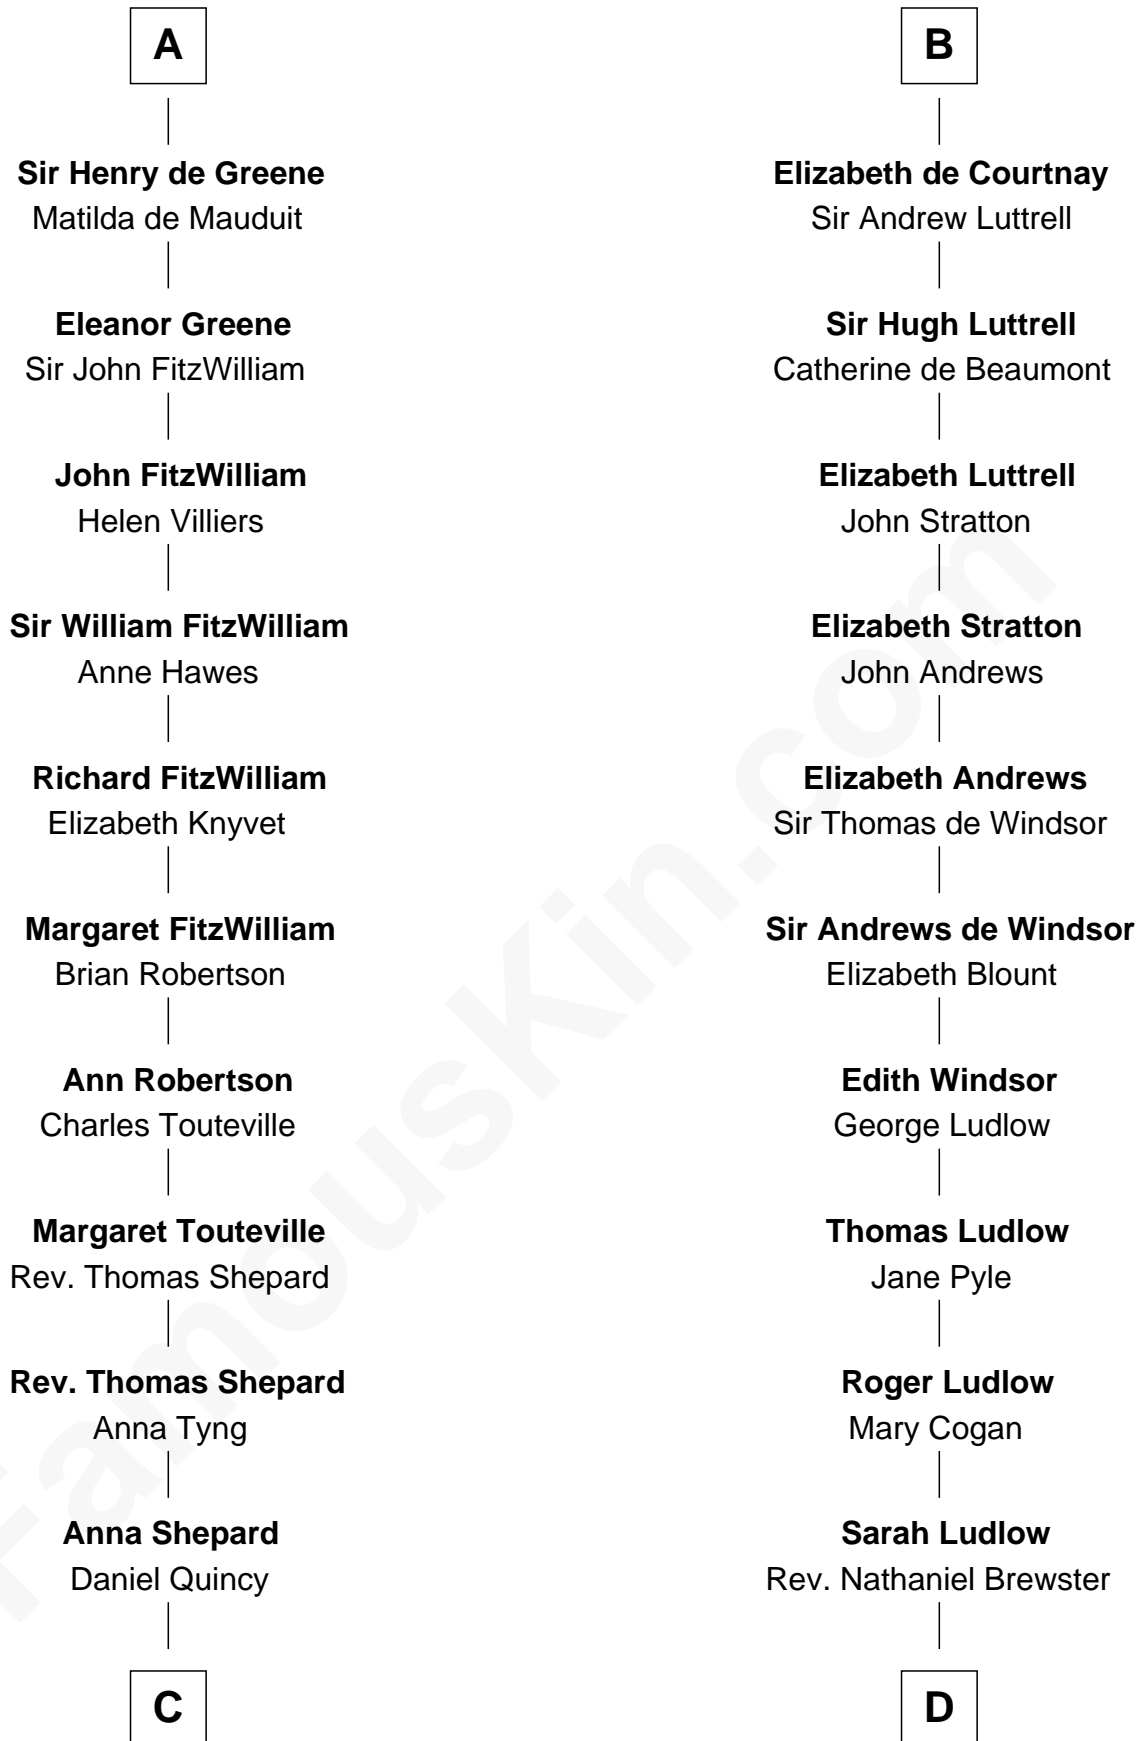 A
Sir Henry de Greene
Matilda de Mauduit
Eleanor Greene
Sir John FitzWilliam
John FitzWilliam
Helen Villiers
Sir William FitzWilliam
Anne Hawes
Richard FitzWilliam
Elizabeth Knyvet
Margaret FitzWilliam
Brian Robertson
Ann Robertson
Charles Touteville
Margaret Touteville
Rev. Thomas Shepard
Rev. Thomas Shepard
Anna Tyng
Anna Shepard
Daniel Quincy
C
B
Elizabeth de Courtnay
Sir Andrew Luttrell
Sir Hugh Luttrell
Catherine de Beaumont
Elizabeth Luttrell
John Stratton
Elizabeth Stratton
John Andrews
Elizabeth Andrews
Sir Thomas de Windsor
Sir Andrews de Windsor
Elizabeth Blount
Edith Windsor
George Ludlow
Thomas Ludlow
Jane Pyle
Roger Ludlow
Mary Cogan
Sarah Ludlow
Rev. Nathaniel Brewster
D
FamousKin.com